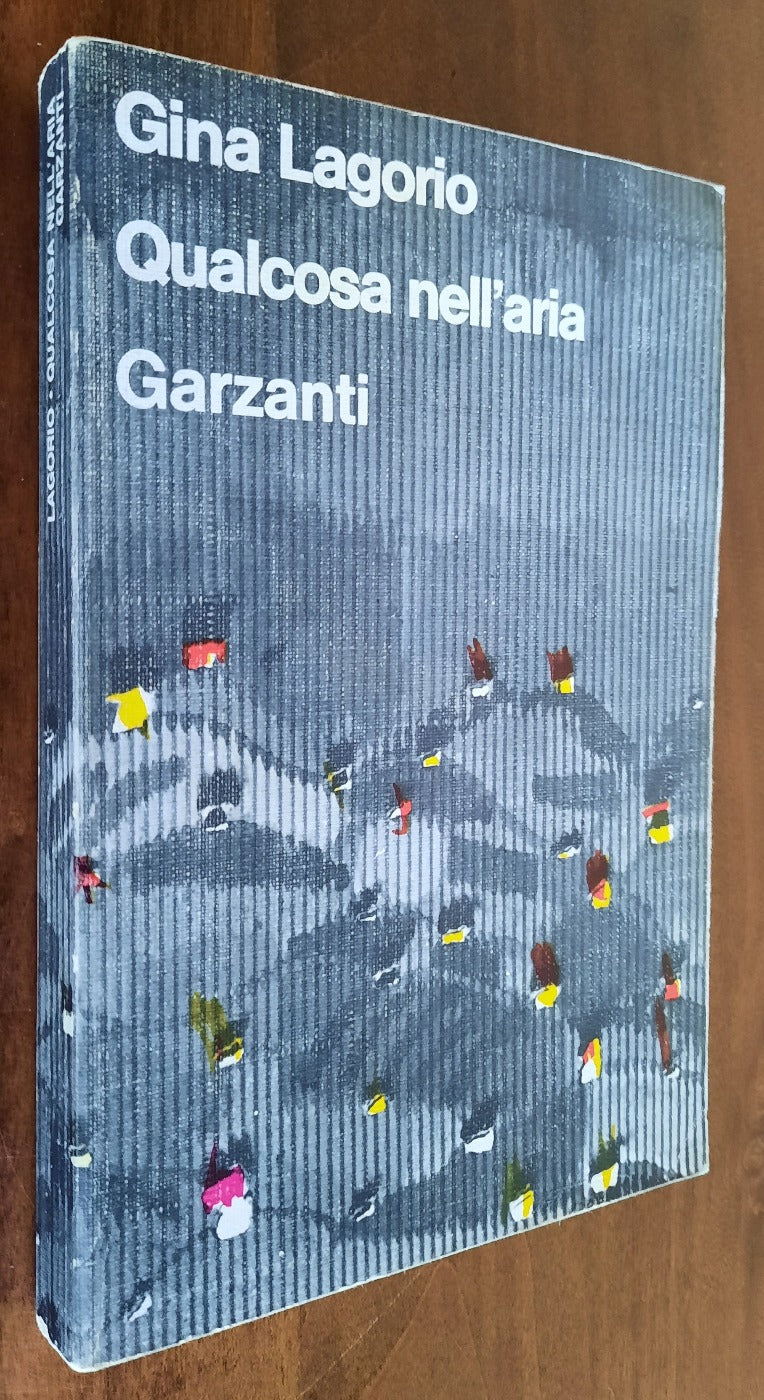 Gina Lagorio
Qualcosa nell'aria
Garzanti
LAGORIO • QUALCOSA NELL'ARIA
GARZANTI